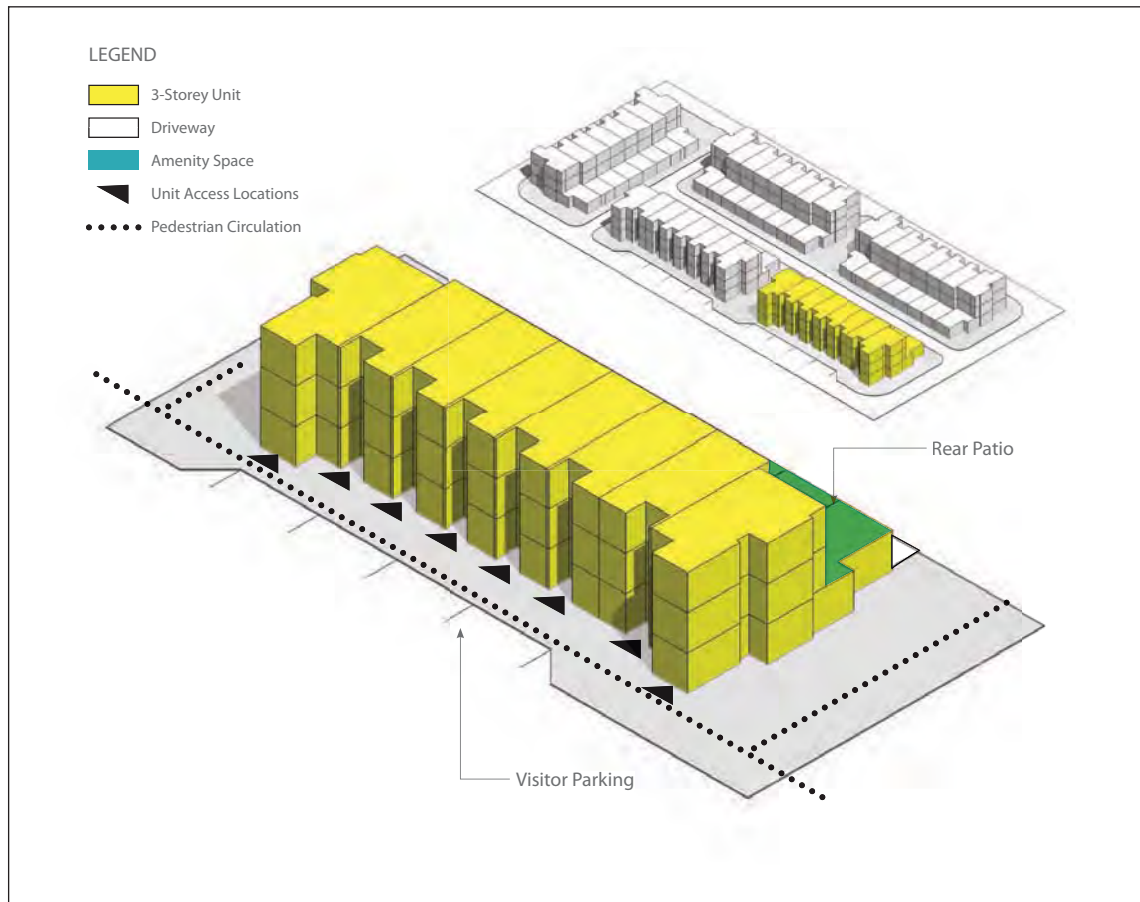 LEGEND
3-Storey Unit
Driveway
Amenity Space
Unit Access Locations
Pedestrian Circulation
Rear Patio
Visitor Parking